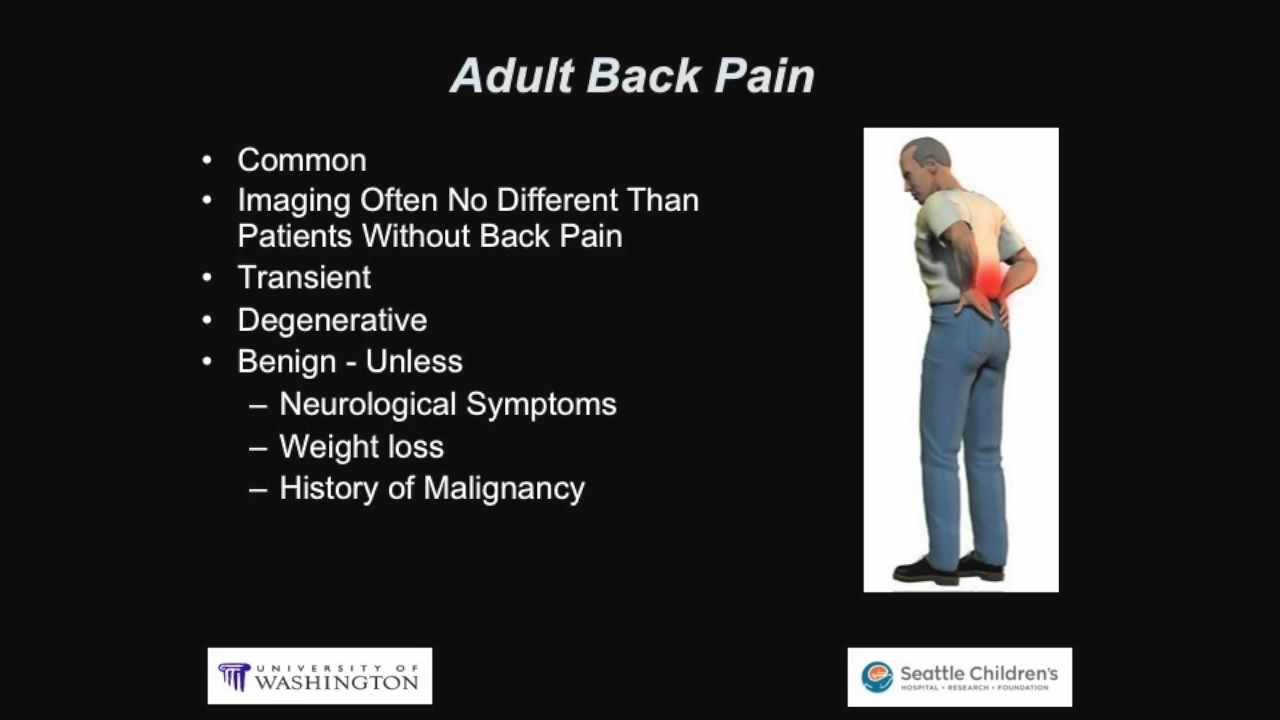 Adult Back Pain
• Common
• Imaging Often No Different Than
Patients Without Back Pain
• Transient
• Degenerative
• Benign - Unless
– Neurological Symptoms
– Weight loss
– History of Malignancy
UNIVERSITY OF
WASHINGTON
Seattle Children's
HOSPITAL • RESEARCH • FOUNDATION